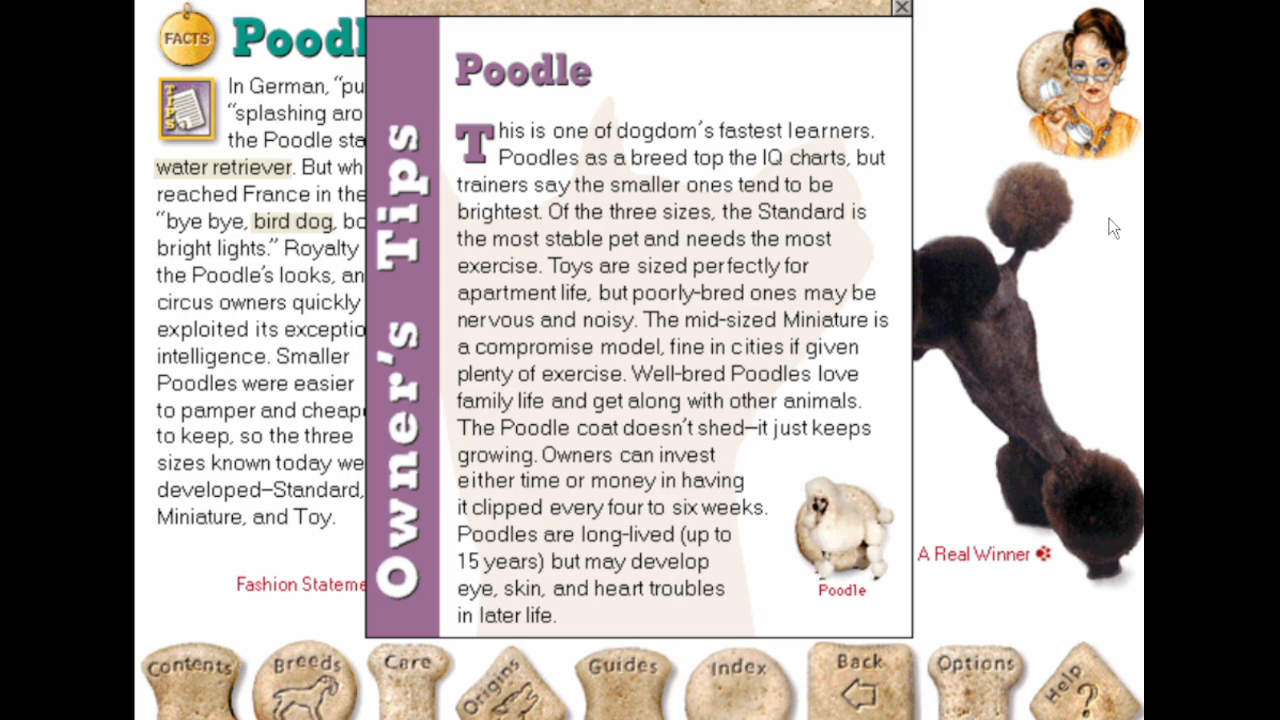 FACTS
Poodl
TIPS
In German, “pu
“splashing aro
the Poodle sta
water retriever. But wh
reached France in the
“bye bye, bird dog, bo
bright lights.” Royalty
the Poodle’s looks, an
circus owners quickly
exploited its exceptio
intelligence. Smaller
Poodles were easier
to pamper and cheap
to keep, so the three
sizes known today we
developed–Standard,
Miniature, and Toy.
Fashion Stateme
Owner’s Tips
Poodle
This is one of dogdom’s fastest learners.
Poodles as a breed top the IQ charts, but
trainers say the smaller ones tend to be
brightest. Of the three sizes, the Standard is
the most stable pet and needs the most
exercise. Toys are sized perfectly for
apartment life, but poorly-bred ones may be
nervous and noisy. The mid-sized Miniature is
a compromise model, fine in cities if given
plenty of exercise. Well-bred Poodles love
family life and get along with other animals.
The Poodle coat doesn’t shed–it just keeps
growing. Owners can invest
either time or money in having
it clipped every four to six weeks.
Poodles are long-lived (up to
15 years) but may develop
eye, skin, and heart troubles
in later life.
Poodle
A Real Winner
Contents
Breeds
Care
Origins
Guides
Index
Back
Options
Help
?